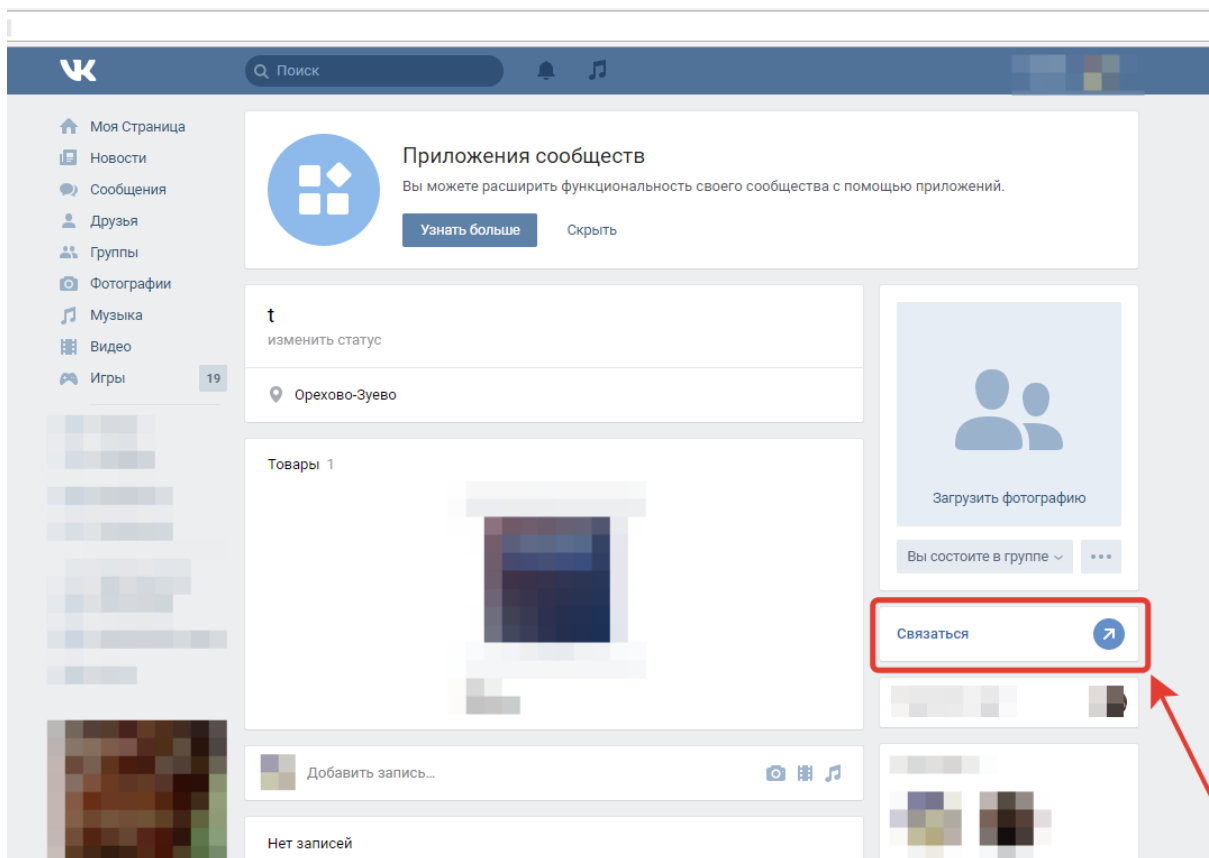 Поиск
Моя Страница
Новости
Сообщения
Друзья
Группы
Фотографии
Музыка
Видео
Игры 19
Приложения сообществ
Вы можете расширить функциональность своего сообщества с помощью приложений.
Узнать больше Скрыть
t
изменить статус
Орехово-Зуево
Товары 1
Добавить запись...
Нет записей
Загрузить фотографию
Вы состоите в группе
Связаться